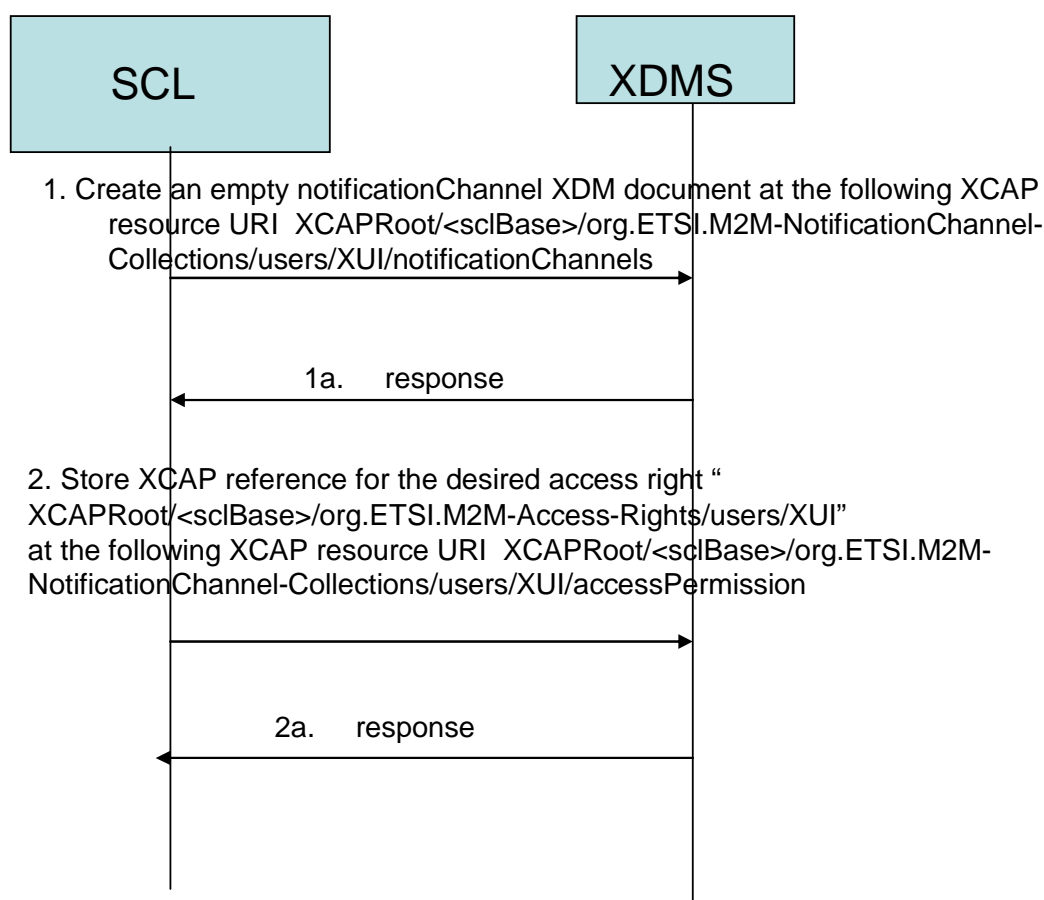 SCL
XDMS
1. Create an empty notificationChannel XDM document at the following XCAP
resource URI XCAPRoot/<sclBase>/org.ETSI.M2M-NotificationChannel-
Collections/users/XUI/notificationChannels
1a. response
2. Store XCAP reference for the desired access right “
XCAPRoot/<sclBase>/org.ETSI.M2M-Access-Rights/users/XUI”
at the following XCAP resource URI XCAPRoot/<sclBase>/org.ETSI.M2M-
NotificationChannel-Collections/users/XUI/accessPermission
2a. response